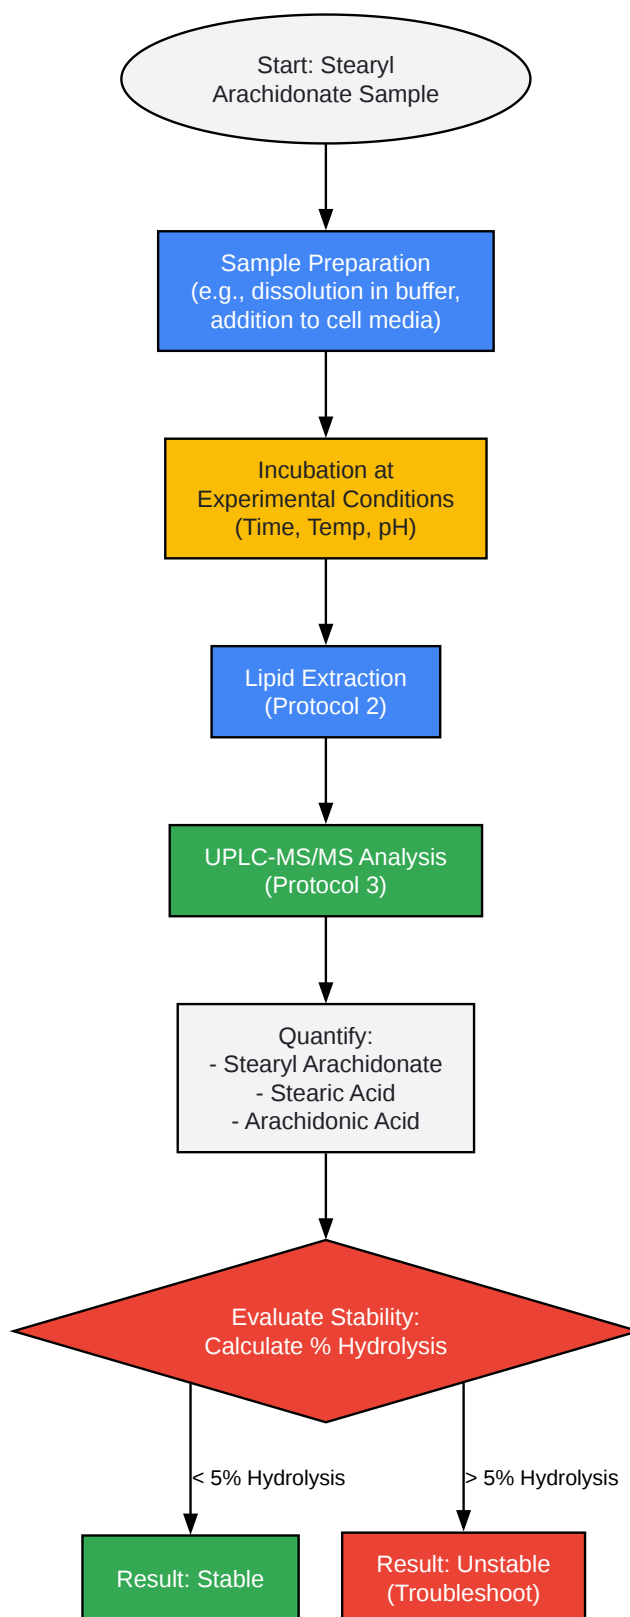 Start: Stearyl
Arachidonate Sample
Sample Preparation
(e.g., dissolution in buffer,
addition to cell media)
Incubation at
Experimental Conditions
(Time, Temp, pH)
Lipid Extraction
(Protocol 2)
UPLC-MS/MS Analysis
(Protocol 3)
Quantify:
- Stearyl Arachidonate
- Stearic Acid
- Arachidonic Acid
Evaluate Stability:
Calculate % Hydrolysis
< 5% Hydrolysis
> 5% Hydrolysis
Result: Stable
Result: Unstable
(Troubleshoot)